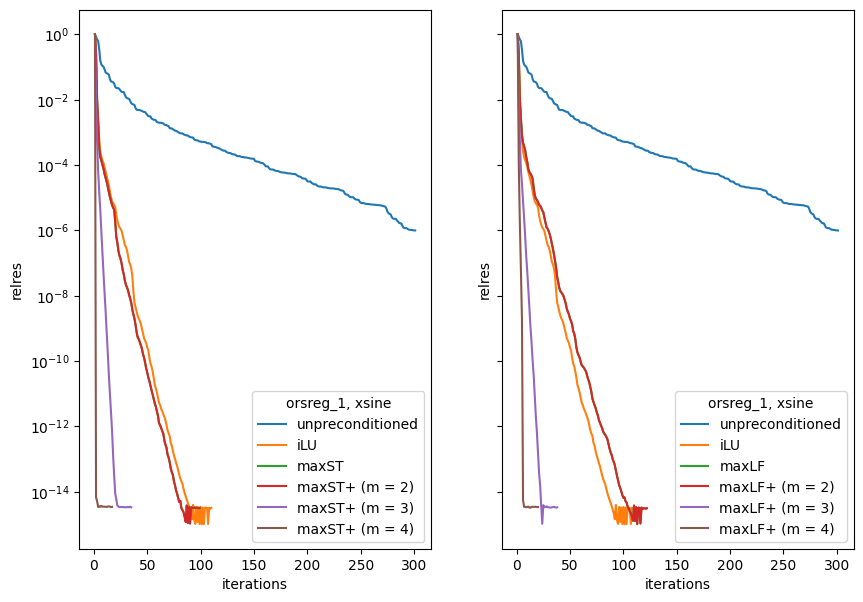 10^0
10^−2
10^−4
10^−6
10^−8
10^−10
10^−12
10^−14
relres
0 50 100 150 200 250 300
iterations
orsreg_1, xsine
unpreconditioned
iLU
maxST
maxST+ (m = 2)
maxST+ (m = 3)
maxST+ (m = 4)
relres
0 50 100 150 200 250 300
iterations
orsreg_1, xsine
unpreconditioned
iLU
maxLF
maxLF+ (m = 2)
maxLF+ (m = 3)
maxLF+ (m = 4)